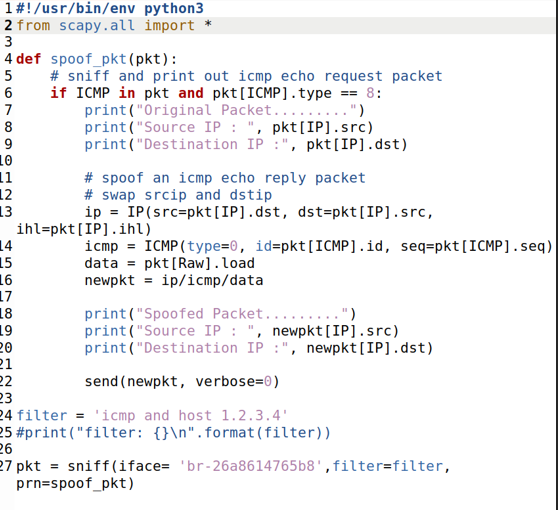 1 #!/usr/bin/env python3
2 from scapy.all import *
3
4 def spoof_pkt(pkt):
5     # sniff and print out icmp echo request packet
6     if ICMP in pkt and pkt[ICMP].type == 8:
7         print("Original Packet.........")
8         print("Source IP : ", pkt[IP].src)
9         print("Destination IP :", pkt[IP].dst)
10
11         # spoof an icmp echo reply packet
12         # swap srcip and dstip
13         ip = IP(src=pkt[IP].dst, dst=pkt[IP].src,
ihl=pkt[IP].ihl)
14         icmp = ICMP(type=0, id=pkt[ICMP].id, seq=pkt[ICMP].seq)
15         data = pkt[Raw].load
16         newpkt = ip/icmp/data
17
18         print("Spoofed Packet.........")
19         print("Source IP : ", newpkt[IP].src)
20         print("Destination IP :", newpkt[IP].dst)
21
22         send(newpkt, verbose=0)
23
24 filter = 'icmp and host 1.2.3.4'
25 #print("filter: {}\n".format(filter))
26
27 pkt = sniff(iface= 'br-26a8614765b8',filter=filter,
prn=spoof_pkt)